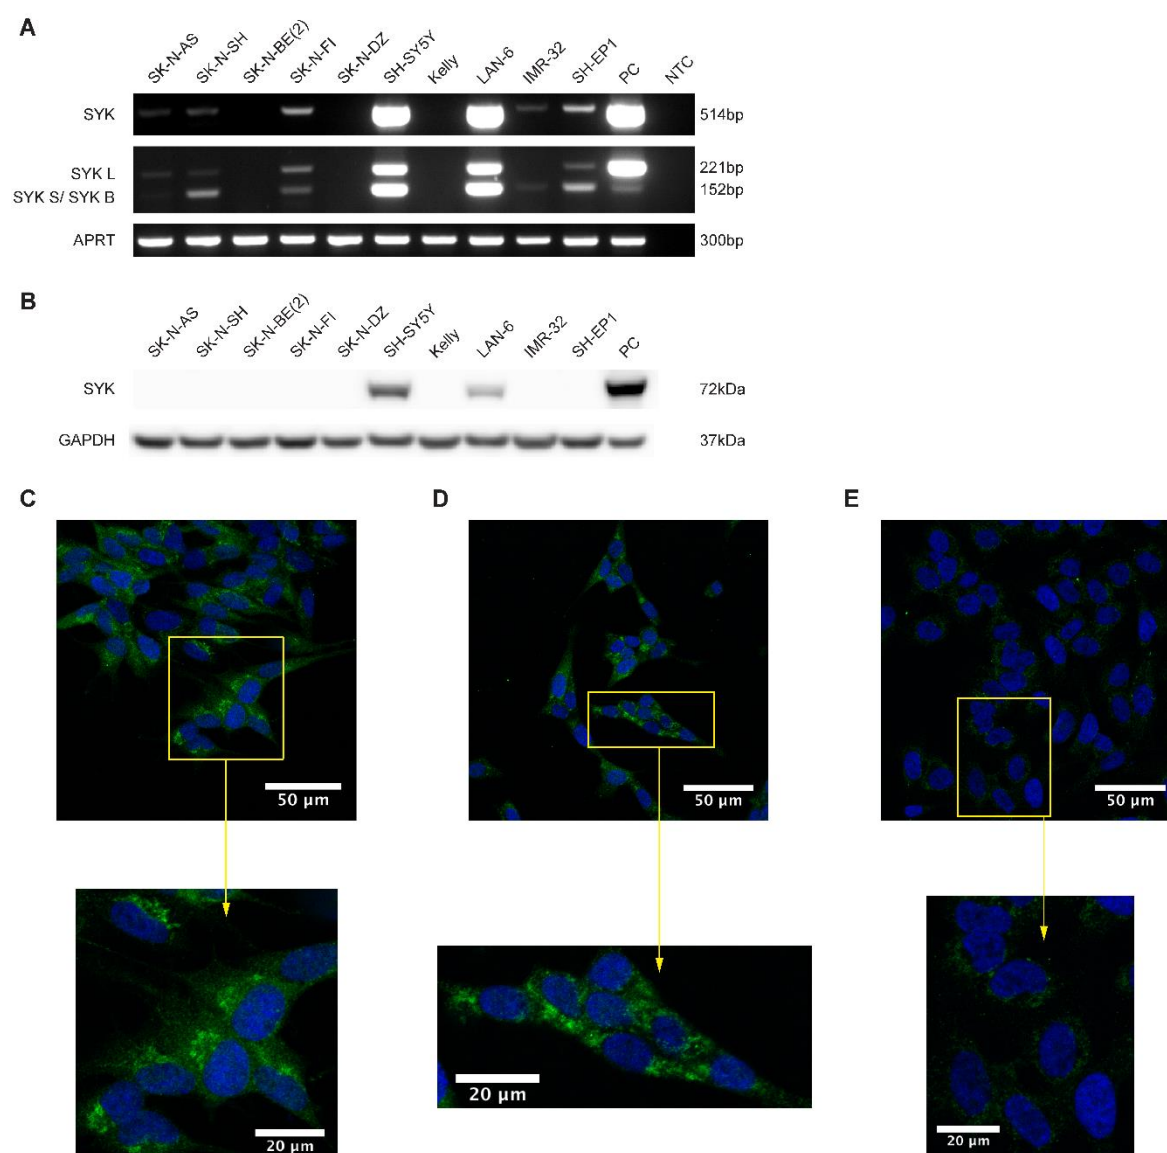 A
SK-N-AS SK-N-SH SK-N-BE(2) SK-N-FI SK-N-DZ SH-SY5Y Kelly LAN-6 IMR-32 SH-EP1 PC NTC
SYK 514bp
SYK L 221bp
SYK S/ SYK B 152bp
APRT 300bp
B
SK-N-AS SK-N-SH SK-N-BE(2) SK-N-FI SK-N-DZ SH-SY5Y Kelly LAN-6 IMR-32 SH-EP1 PC
SYK 72kDa
GAPDH 37kDa
C D E
50 µm 50 µm 50 µm
20 µm 20 µm 20 µm